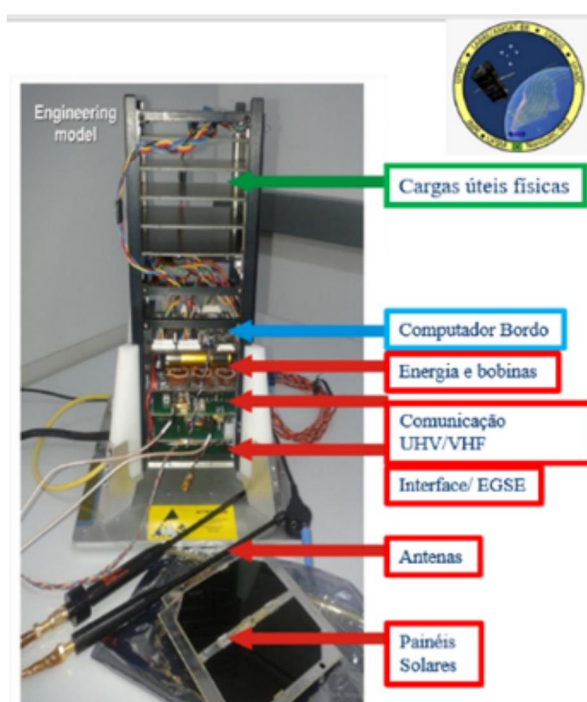 Engineering
model
Cargas úteis físicas
Computador Bordo
Energia e bobinas
Comunicação
UHV/VHF
Interface/ EGSE
Antenas
Painéis
Solares